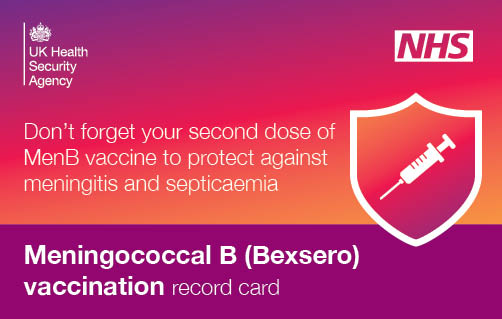 UK Health
Security
Agency
NHS
Don't forget your second dose of
MenB vaccine to protect against
meningitis and septicaemia
Meningococcal B (Bexsero)
vaccination record card